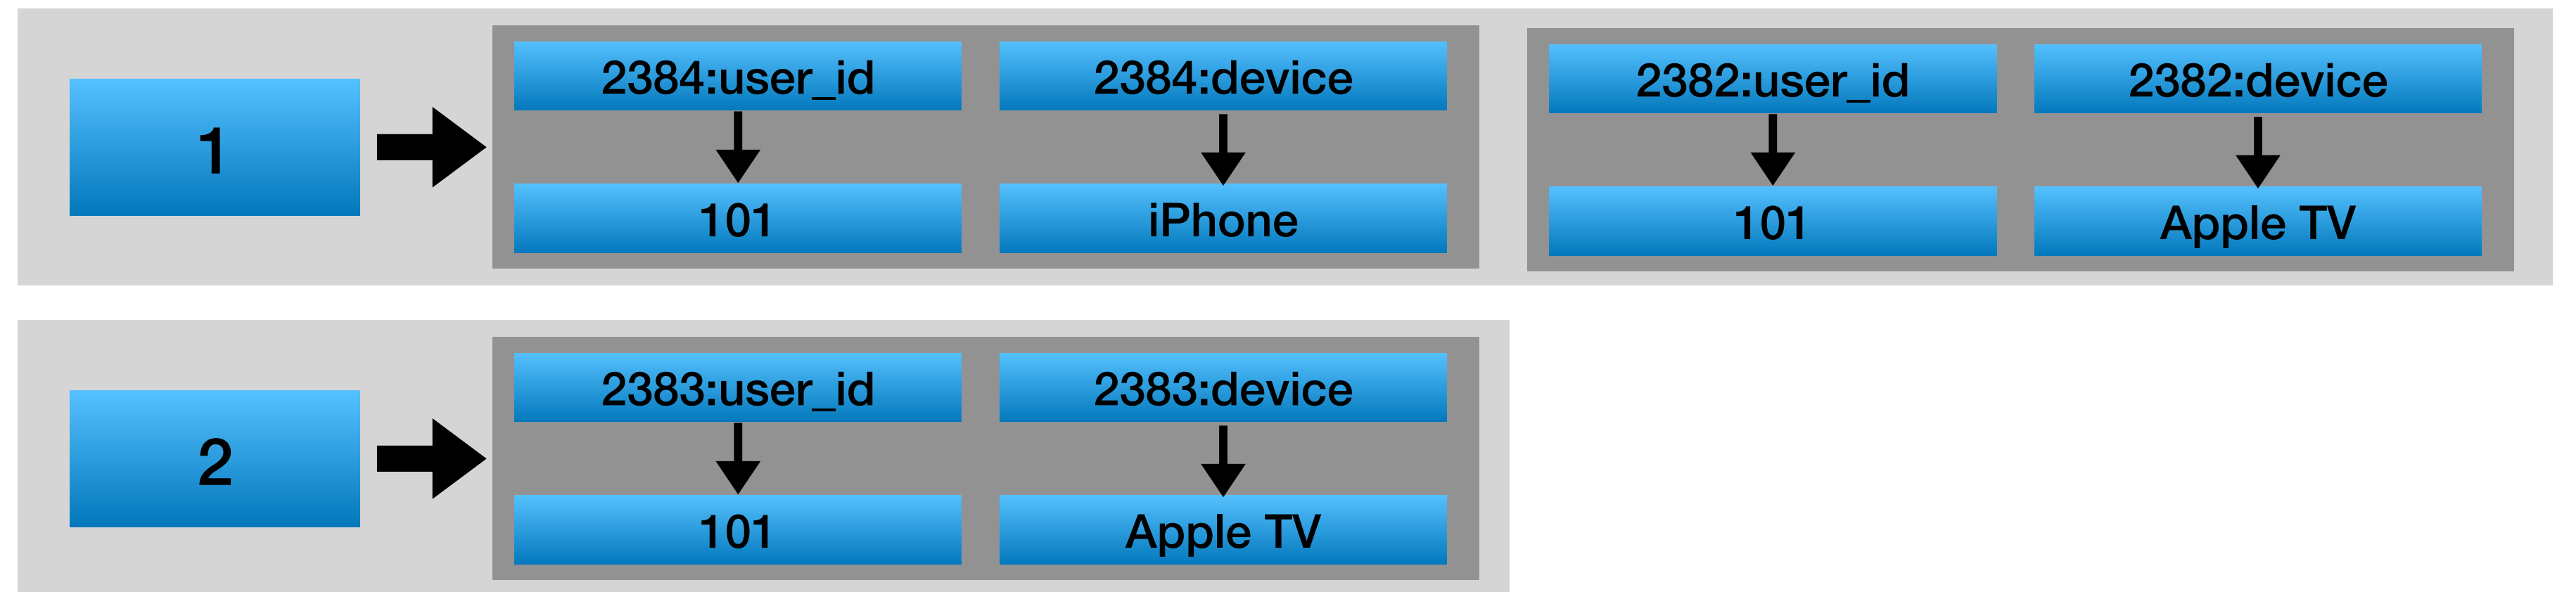 1
2384:user_id
2384:device
101
iPhone
2382:user_id
2382:device
101
Apple TV
2
2383:user_id
2383:device
101
Apple TV